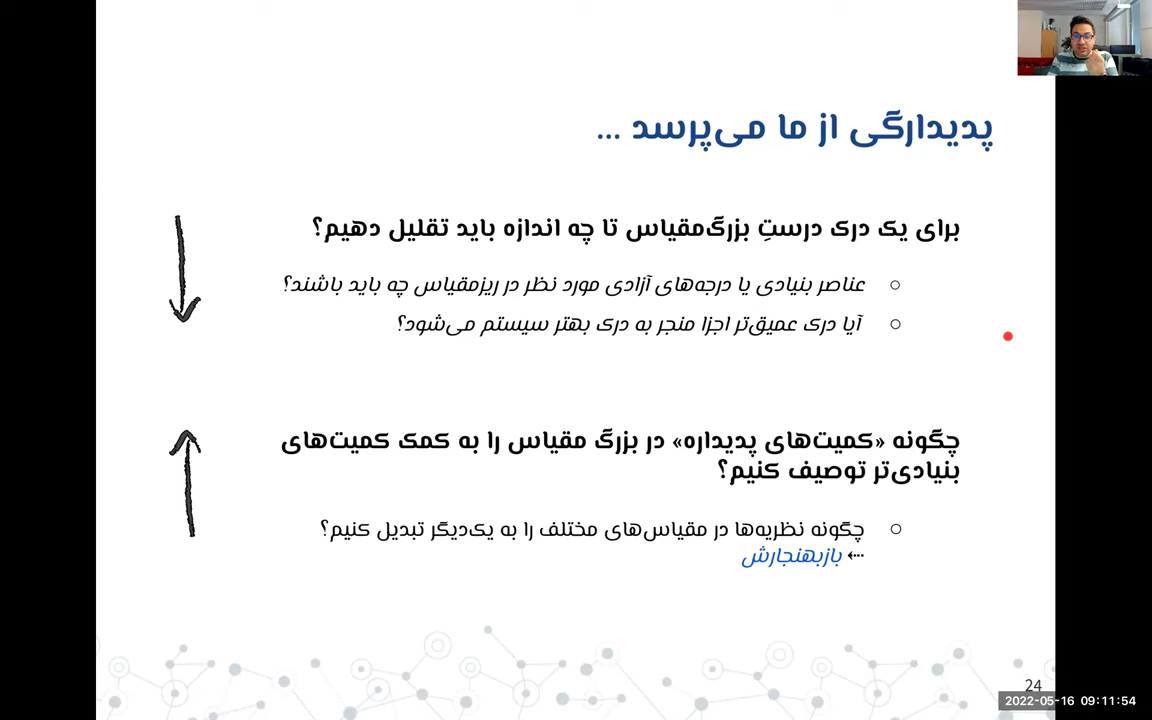 پدیدارگی از ما می‌پرسد ...
برای یک درک درستِ بزرگ‌مقیاس تا چه اندازه باید تقلیل دهیم؟
○ عناصر بنیادی یا درجه‌های آزادی مورد نظر در ریزمقیاس چه باید باشند؟
○ آیا درک عمیق‌تر اجزا منجر به درک بهتر سیستم می‌شود؟
چگونه «کمیت‌های پدیداره» در بزرگ مقیاس را به کمک کمیت‌های
بنیادی‌تر توصیف کنیم؟
○ چگونه نظریه‌ها در مقیاس‌های مختلف را به یک‌دیگر تبدیل کنیم؟
⇠ بازبهنجارش
24
2022-05-16 09:11:54